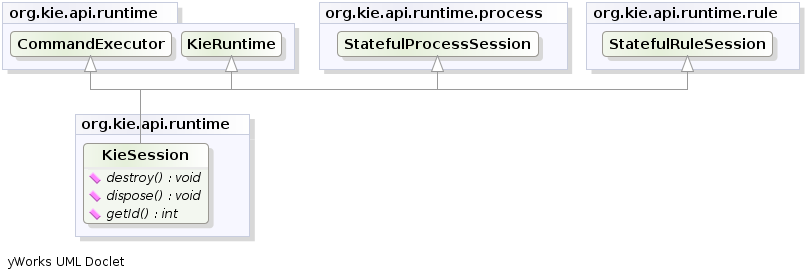 org.kie.api.runtime
CommandExecutor
KieRuntime
org.kie.api.runtime.process
StatefulProcessSession
org.kie.api.runtime.rule
StatefulRuleSession
org.kie.api.runtime
KieSession
destroy() : void
dispose() : void
getId() : int
yWorks UML Doclet